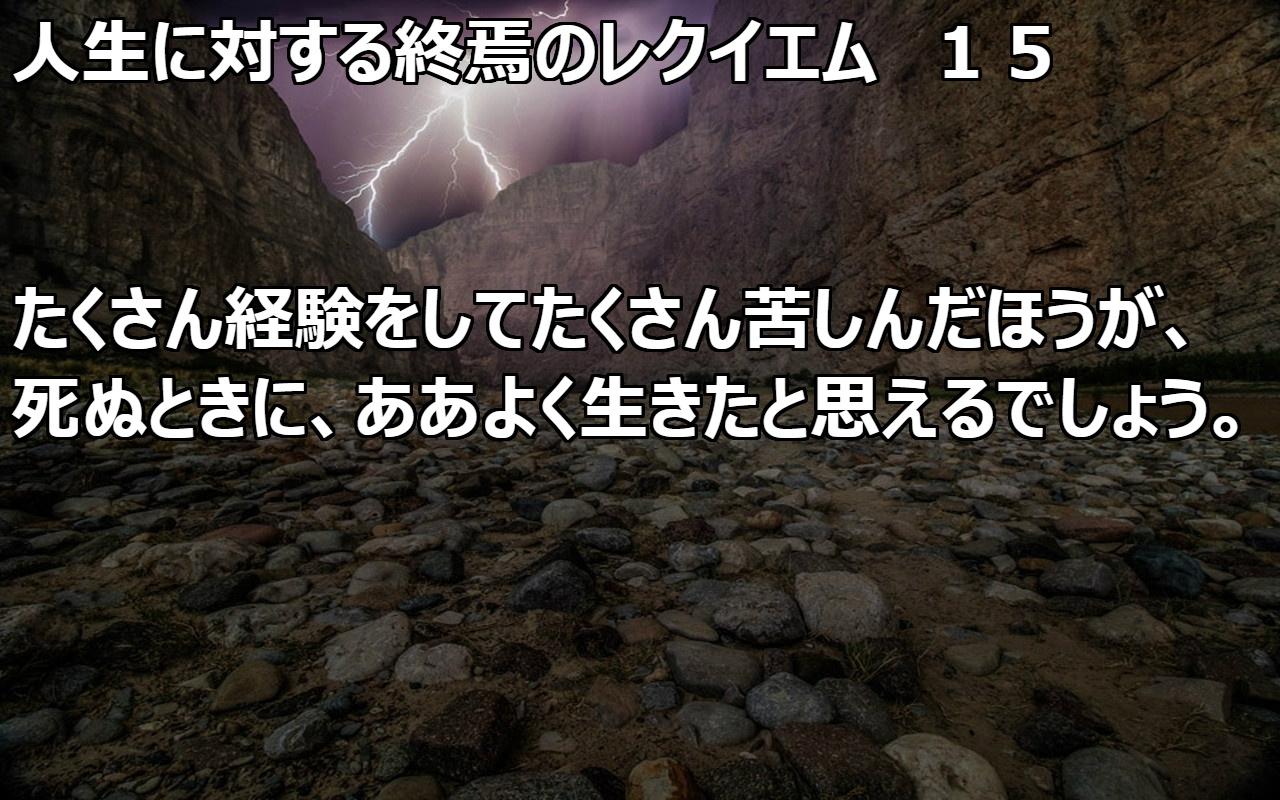 人生に対する終焉のレクイエム　１５
たくさん経験をしてたくさん苦しんだほうが、
死ぬときに、ああよく生きたと思えるでしょう。